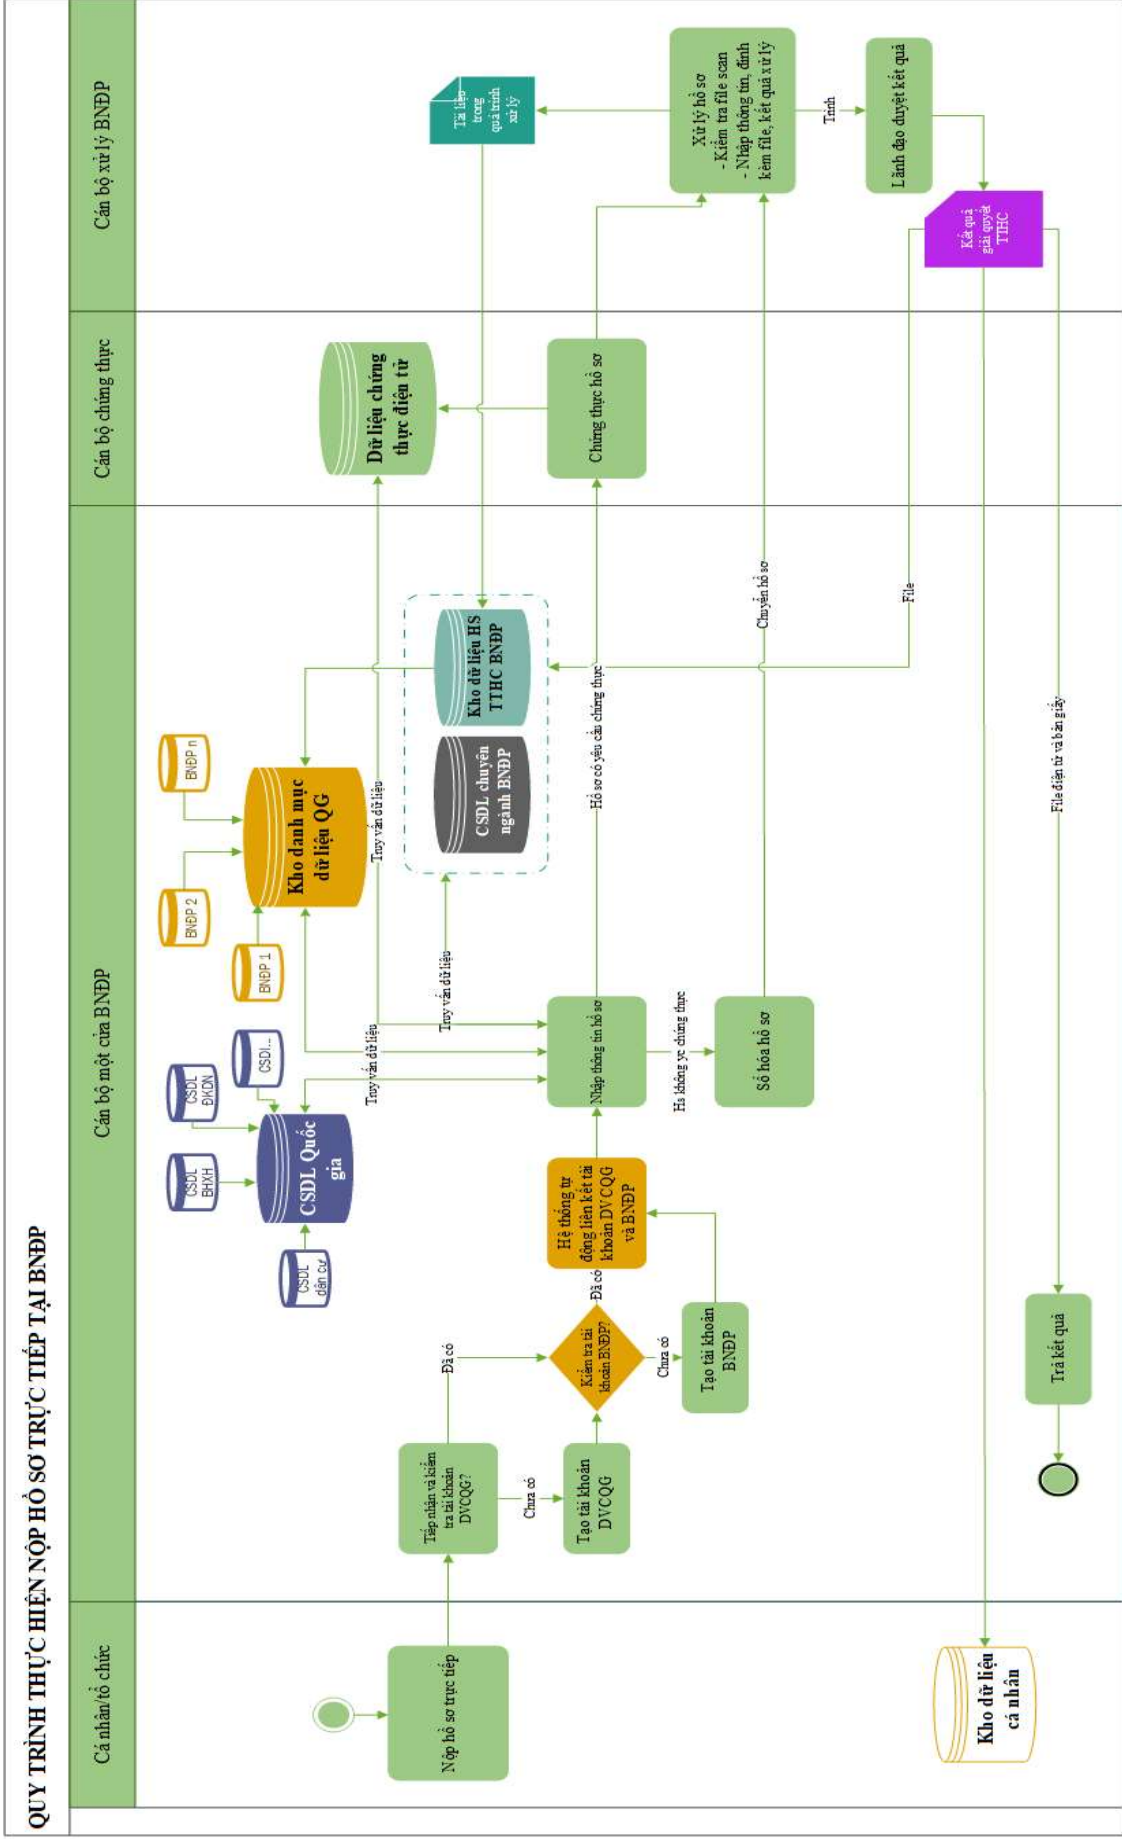 QUY TRÌNH THỰC HIỆN NỘP HỒ SƠ TRỰC TIẾP TẠI BNĐP
Cá nhân/tổ chức
Cán bộ một cửa BNĐP
Cán bộ chứng thực
Cán bộ xử lý BNĐP
Nộp hồ sơ trực tiếp
Kho dữ liệu
cá nhân
Tiếp nhận và kiểm
tra tài khoản
DVCQG?
Đã có
Chưa có
Tạo tài khoản
DVCQG
Kiểm tra tài
khoản BNĐP?
Đã có
Chưa có
Tạo tài khoản
BNĐP
Hệ thống tự
động liên kết tài
khoản DVCQG
và BNĐP
CSDL
dân cư
CSDL
BHXH
CSDL
ĐKDN
CSDl...
CSDL Quốc
gia
BNĐP 1
BNĐP 2
BNĐP n
Kho danh mục
dữ liệu QG
Truy vấn dữ liệu
Truy vấn dữ liệu
Truy vấn dữ liệu
CSDL chuyên
ngành BNĐP
Kho dữ liệu HS
TTHC BNĐP
Nhập thông tin hồ sơ
Hs không yc chứng thực
Số hóa hồ sơ
Hồ sơ có yêu cầu chứng thực
Chuyển hồ sơ
File
File điện tử và bản giấy
Trả kết quả
Dữ liệu chứng
thực điện tử
Chứng thực hồ sơ
Tài liệu
trong
quá trình
xử lý
Xử lý hồ sơ
- Kiểm tra file scan
- Nhập thông tin, đính
kèm file, kết quả xử lý
Trình
Lãnh đạo duyệt kết quả
Kết quả
giải quyết
TTHC